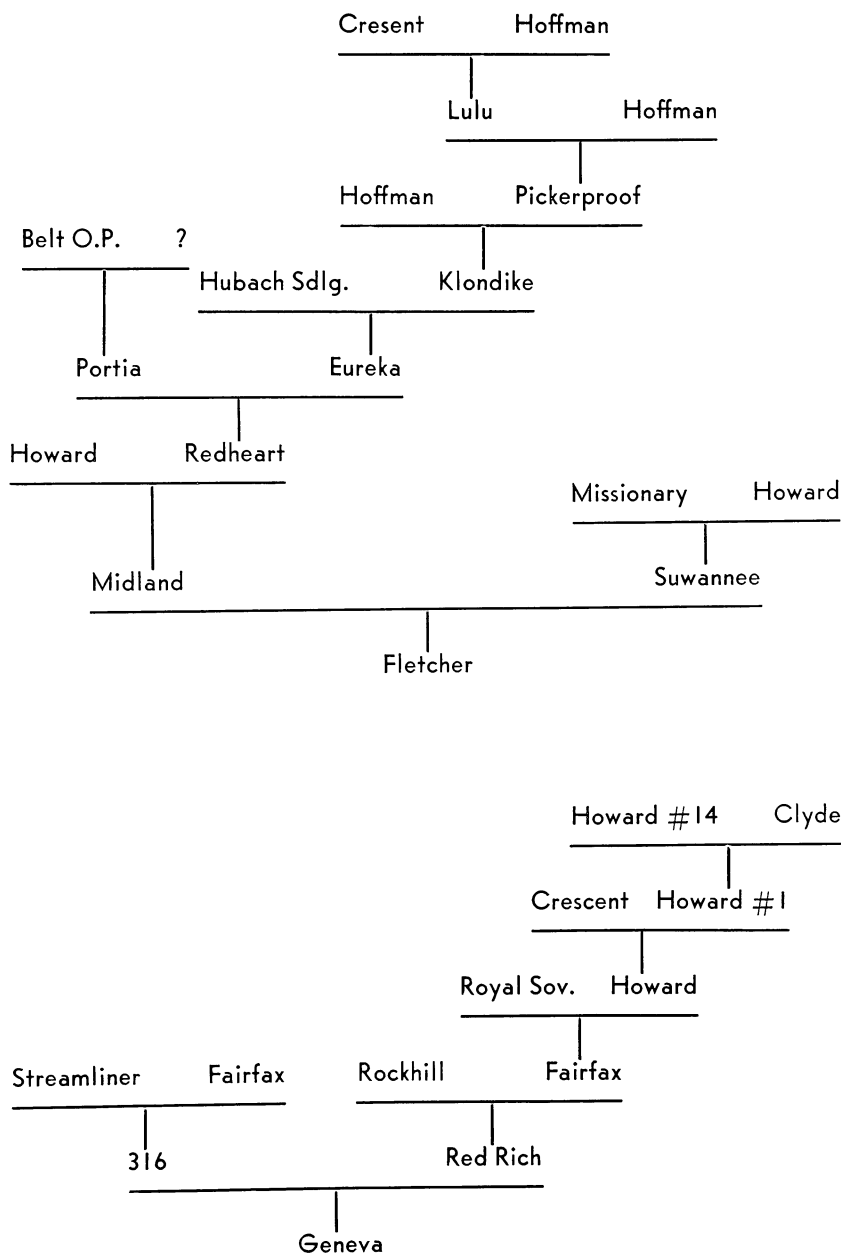 Cresent Hoffman
Lulu Hoffman
Hoffman Pickerproof
Belt O.P. ?
Hubach Sdlg. Klondike
Portia Eureka
Howard Redheart
Missionary Howard
Midland Suwannee
Fletcher
Howard #14 Clyde
Crescent Howard #1
Royal Sov. Howard
Streamliner Fairfax Rockhill Fairfax
316 Red Rich
Geneva